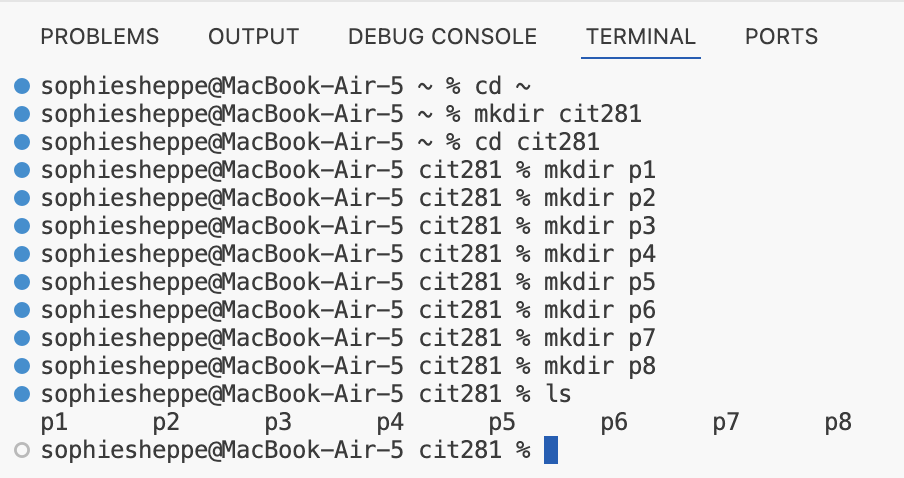 PROBLEMS OUTPUT DEBUG CONSOLE TERMINAL PORTS
sophiesheppe@MacBook-Air-5 ~ % cd ~
sophiesheppe@MacBook-Air-5 ~ % mkdir cit281
sophiesheppe@MacBook-Air-5 ~ % cd cit281
sophiesheppe@MacBook-Air-5 cit281 % mkdir p1
sophiesheppe@MacBook-Air-5 cit281 % mkdir p2
sophiesheppe@MacBook-Air-5 cit281 % mkdir p3
sophiesheppe@MacBook-Air-5 cit281 % mkdir p4
sophiesheppe@MacBook-Air-5 cit281 % mkdir p5
sophiesheppe@MacBook-Air-5 cit281 % mkdir p6
sophiesheppe@MacBook-Air-5 cit281 % mkdir p7
sophiesheppe@MacBook-Air-5 cit281 % mkdir p8
sophiesheppe@MacBook-Air-5 cit281 % ls
p1 p2 p3 p4 p5 p6 p7 p8
sophiesheppe@MacBook-Air-5 cit281 %